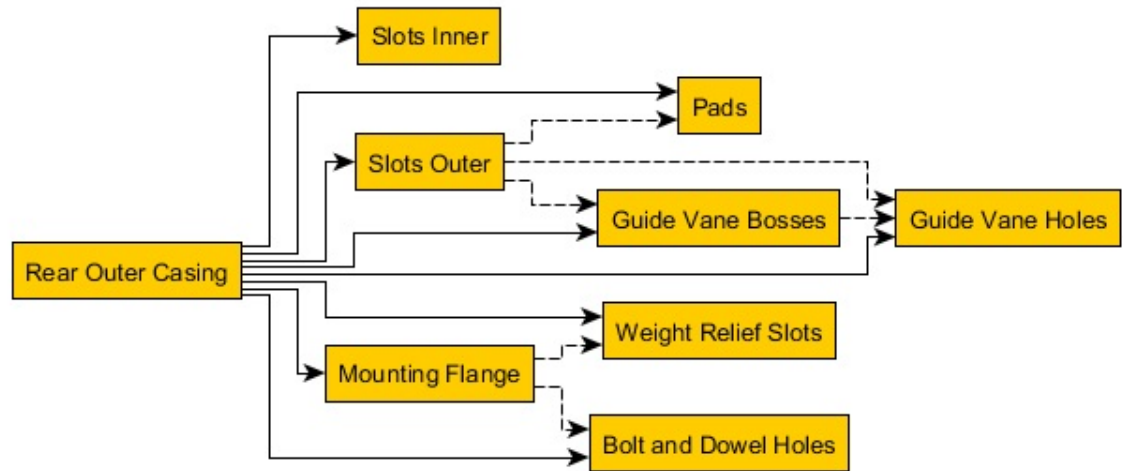 Slots Inner
Pads
Slots Outer
Guide Vane Bosses
Guide Vane Holes
Rear Outer Casing
Weight Relief Slots
Mounting Flange
Bolt and Dowel Holes